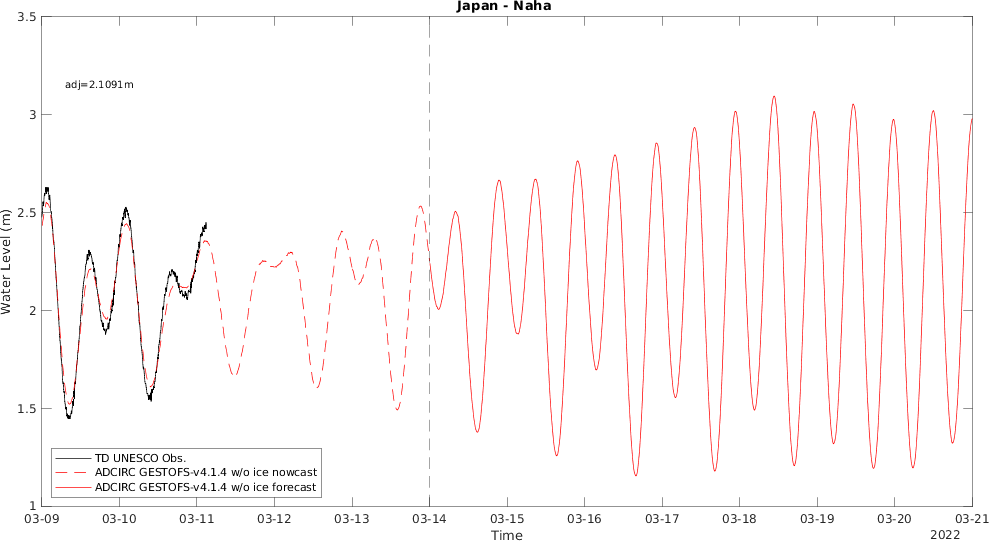 Japan - Naha
3.5
3
2.5
2
1.5
1
Water Level (m)
adj=2.1091m
TD UNESCO Obs.
ADCIRC GESTOFS-v4.1.4 w/o ice nowcast
ADCIRC GESTOFS-v4.1.4 w/o ice forecast
03-09 03-10 03-11 03-12 03-13 03-14 03-15 03-16 03-17 03-18 03-19 03-20 03-21
Time
2022